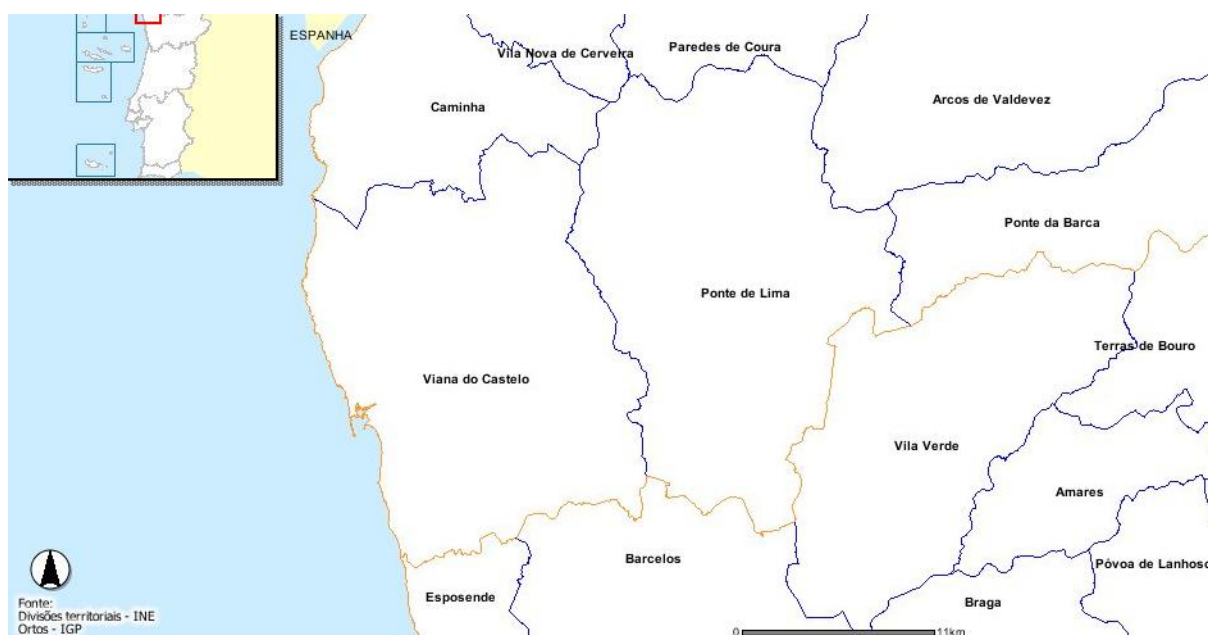 ESPANHA
Vila Nova de Cerveira
Paredes de Coura
Caminha
Arcos de Valdevez
Ponte da Barca
Ponte de Lima
Terras de Bouro
Viana do Castelo
Vila Verde
Amares
Barcelos
Póvoa de Lanhoso
Esposende
Braga
Fonte:
Divisões territoriais - INE
Ortos - IGP
0 11km